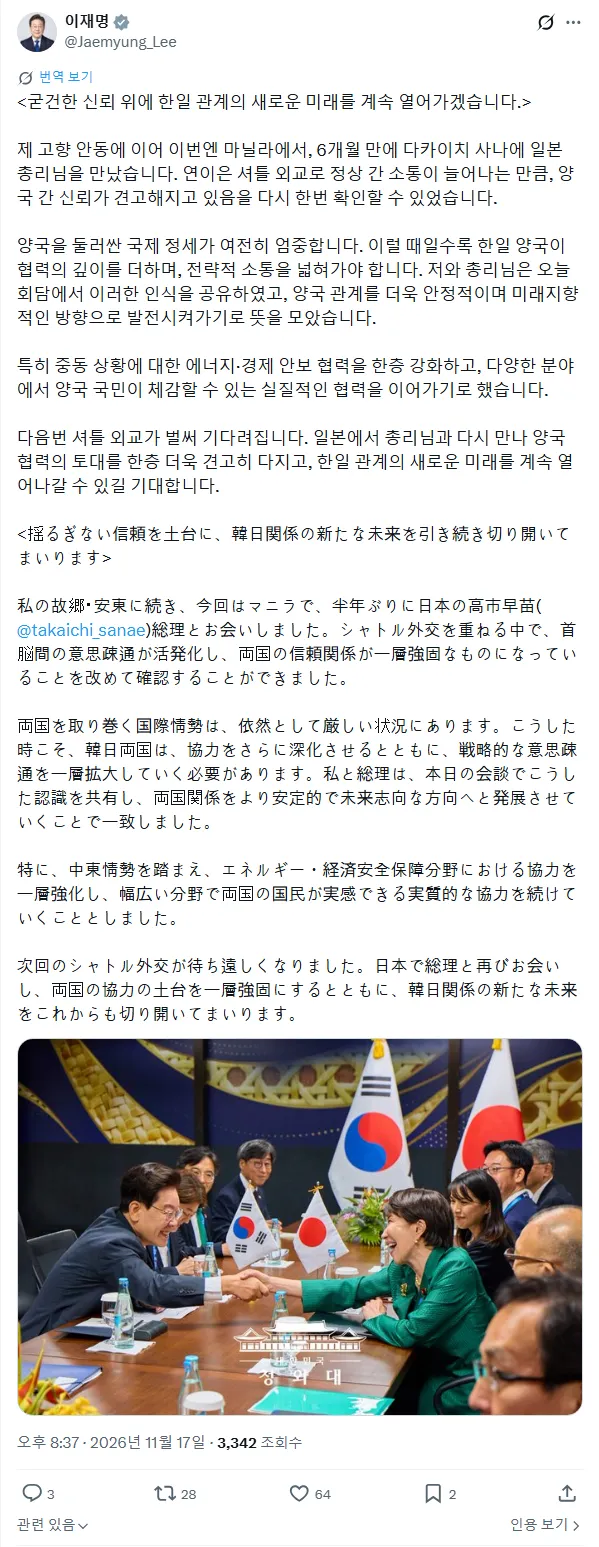 이재명
@Jaemyung_Lee
번역 보기
<굳건한 신뢰 위에 한일 관계의 새로운 미래를 계속 열어가겠습니다.>
제 고향 안동에 이어 이번엔 마닐라에서, 6개월 만에 다카이치 사나에 일본
총리님을 만났습니다. 연이은 셔틀 외교로 정상 간 소통이 늘어나는 만큼, 양
국 간 신뢰가 견고해지고 있음을 다시 한번 확인할 수 있었습니다.
양국을 둘러싼 국제 정세가 여전히 엄중합니다. 이럴 때일수록 한일 양국이
협력의 깊이를 더하며, 전략적 소통을 넓혀가야 합니다. 저와 총리님은 오늘
회담에서 이러한 인식을 공유하였고, 양국 관계를 더욱 안정적이며 미래지향
적인 방향으로 발전시켜가기로 뜻을 모았습니다.
특히 중동 상황에 대한 에너지·경제 안보 협력을 한층 강화하고, 다양한 분야
에서 양국 국민이 체감할 수 있는 실질적인 협력을 이어가기로 했습니다.
다음번 셔틀 외교가 벌써 기다려집니다. 일본에서 총리님과 다시 만나 양국
협력의 토대를 한층 더욱 견고히 다지고, 한일 관계의 새로운 미래를 계속 열
어나갈 수 있길 기대합니다.
<揺るぎない信頼を土台に、韓日関係の新たな未来を引き続き切り開いて
まいります>
私の故郷・安東に続き、今回はマニラで、半年ぶりに日本の高市早苗(
@takaichi_sanae)総理とお会いしました。シャトル外交を重ねる中で、首
脳間の意思疎通が活発化し、両国の信頼関係が一層強固なものになってい
ることを改めて確認することができました。
両国を取り巻く国際情勢は、依然として厳しい状況にあります。こうした
時こそ、韓日両国は、協力をさらに深化させるとともに、戦略的な意思疎
通を一層拡大していく必要があります。私と総理は、本日の会談でこうし
た認識を共有し、両国関係をより安定的で未来志向な方向へと発展させて
いくことで一致しました。
特に、中東情勢を踏まえ、エネルギー・経済安全保障分野における協力を
一層強化し、幅広い分野で両国の国民が実感できる実質的な協力を続けて
いくこととしました。
次回のシャトル外交が待ち遠しくなりました。日本で総理と再びお会い
し、両国の協力の土台を一層強固にするとともに、韓日関係の新たな未来
をこれからも切り開いてまいります。
대한민국
청와대
오후 8:37 · 2026년 11월 17일 · 3,342 조회수
3 28 64 2
관련 있음
인용 보기